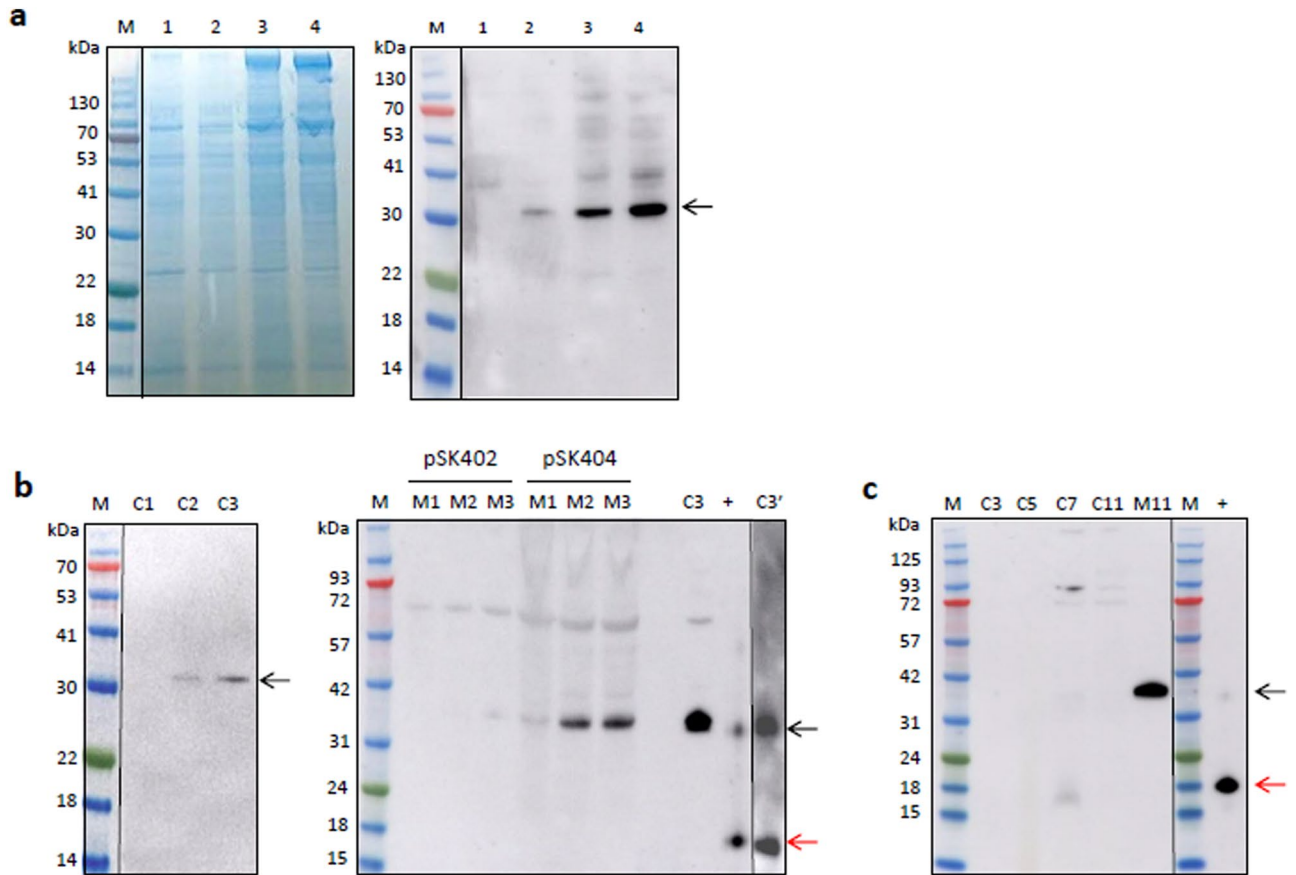 a
M 1 2 3 4
kDa
130
70
53
41
30
22
18
14
M 1 2 3 4
kDa
130
70
53
41
30
22
18
14
b
M C1 C2 C3
kDa
70
53
41
30
22
18
14
pSK402 pSK404
M M1 M2 M3 M1 M2 M3 C3 + C3′
kDa
93
72
57
42
31
24
18
15
c
M C3 C5 C7 C11 M11 M +
kDa
125
93
72
57
42
31
24
18
15